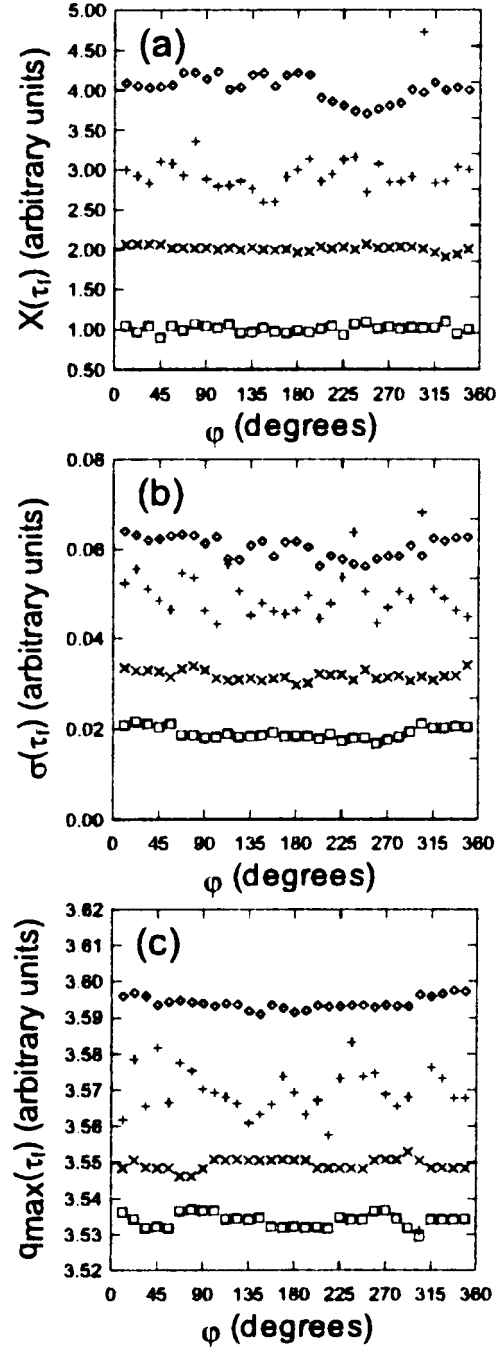 5.00
(a)
4.50
4.00
3.50
3.00
2.50
2.00
1.50
1.00
0.50
X(τf) (arbitrary units)
0 45 90 135 180 225 270 315 360
φ (degrees)
0.08
(b)
0.06
0.04
0.02
0.00
σ(τf) (arbitrary units)
0 45 90 135 180 225 270 315 360
φ (degrees)
3.62
(c)
3.61
3.60
3.59
3.58
3.57
3.56
3.55
3.54
3.53
3.52
qmax(τf) (arbitrary units)
0 45 90 135 180 225 270 315 360
φ (degrees)